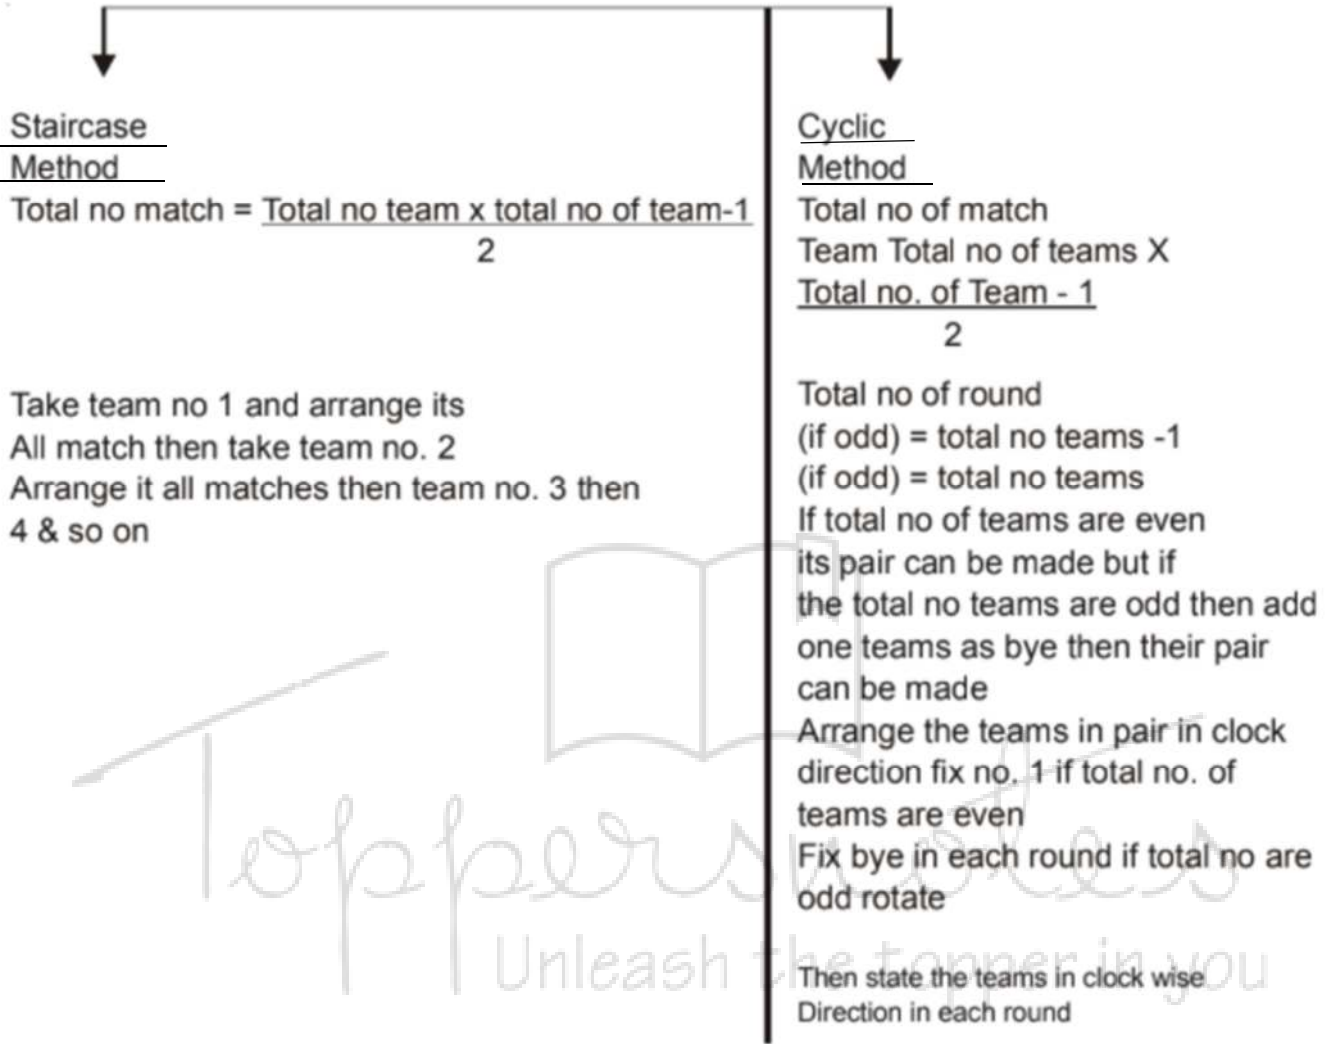 Staircase
Method
Total no match = Total no team x total no of team-1
2
Take team no 1 and arrange its
All match then take team no. 2
Arrange it all matches then team no. 3 then
4 & so on
Cyclic
Method
Total no of match
Team Total no of teams X
Total no. of Team - 1
2
Total no of round
(if odd) = total no teams -1
(if odd) = total no teams
If total no of teams are even
its pair can be made but if
the total no teams are odd then add
one teams as bye then their pair
can be made
Arrange the teams in pair in clock
direction fix no. 1 if total no. of
teams are even
Fix bye in each round if total no are
odd rotate
Then state the teams in clock wise
Direction in each round
Toppersnotes
Unleash the topper in you